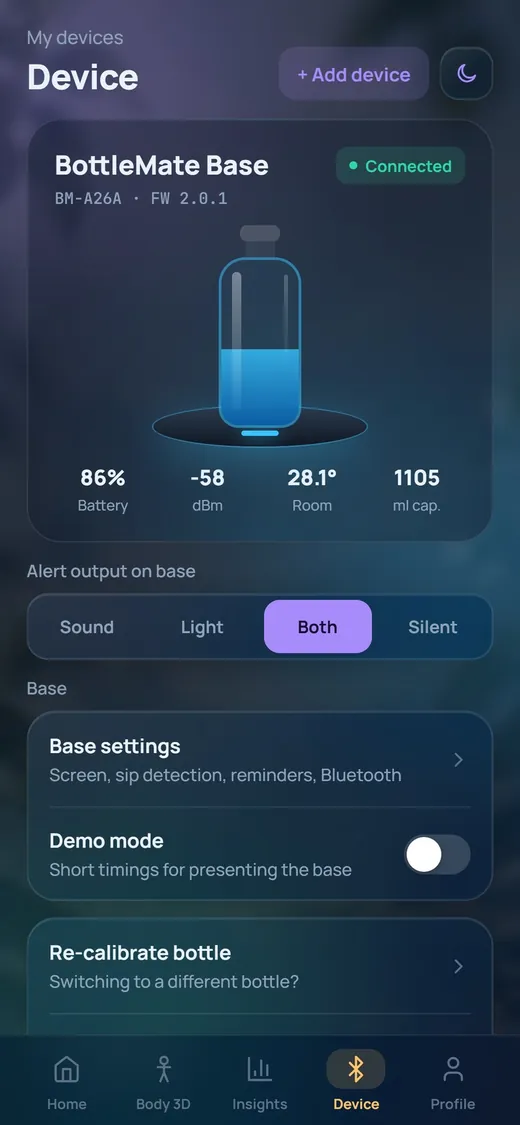 My devices
Device
+ Add device
BottleMate Base
Connected
BM-A26A · FW 2.0.1
86%
Battery
-58
dBm
28.1°
Room
1105
ml cap.
Alert output on base
Sound
Light
Both
Silent
Base
Base settings
Screen, sip detection, reminders, Bluetooth
Demo mode
Short timings for presenting the base
Re-calibrate bottle
Switching to a different bottle?
Home
Body 3D
Insights
Device
Profile